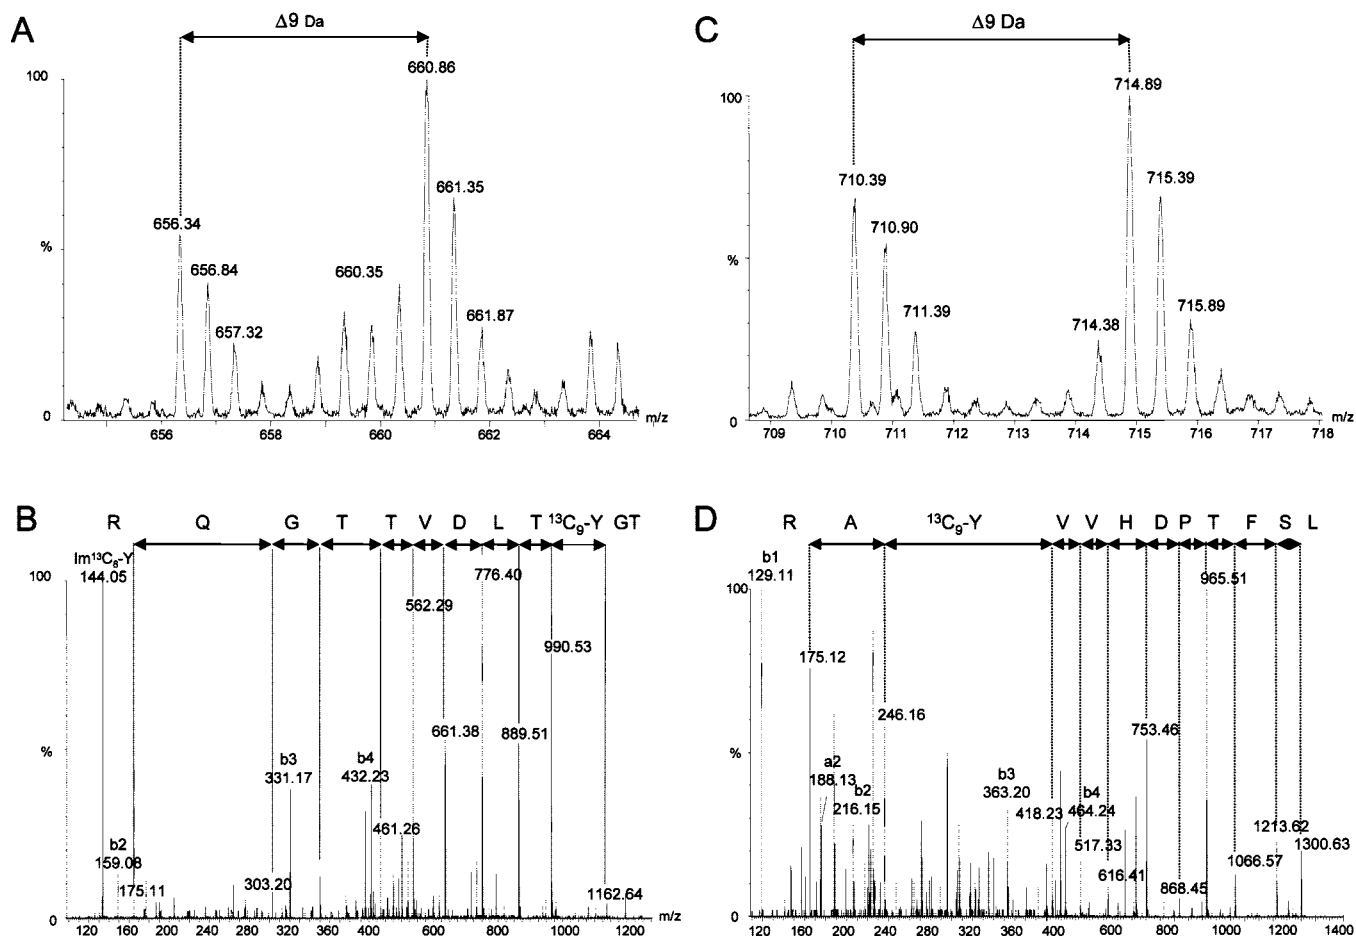 A
Δ9 Da
100
660.86
661.35
656.34
%
656.84
660.35
657.32
661.87
0
656 658 660 662 664 m/z
C
Δ9 Da
100
714.89
710.39
715.39
710.90
%
711.39
714.38
715.89
0
709 710 711 712 713 714 715 716 717 718 m/z
B
R Q G T T V D L T ¹³C₉-Y GT
Im¹³C₈-Y
144.05
100
776.40
562.29
990.53
661.38
889.51
%
b3
331.17
b4
432.23
461.26
b2
159.08
175.11
303.20
1162.64
0
120 160 200 240 280 320 360 400 600 800 1000 1200 m/z
D
R A ¹³C₉-Y V V H D P T F S L
b1
129.11
100
965.51
175.12
246.16
753.46
%
a2
188.13
b2
216.15
b3
363.20
418.23
b4
464.24
517.33
616.41
868.45
1066.57
1213.62
1300.63
0
120 160 200 240 280 320 360 400 600 800 1000 1200 1400 m/z